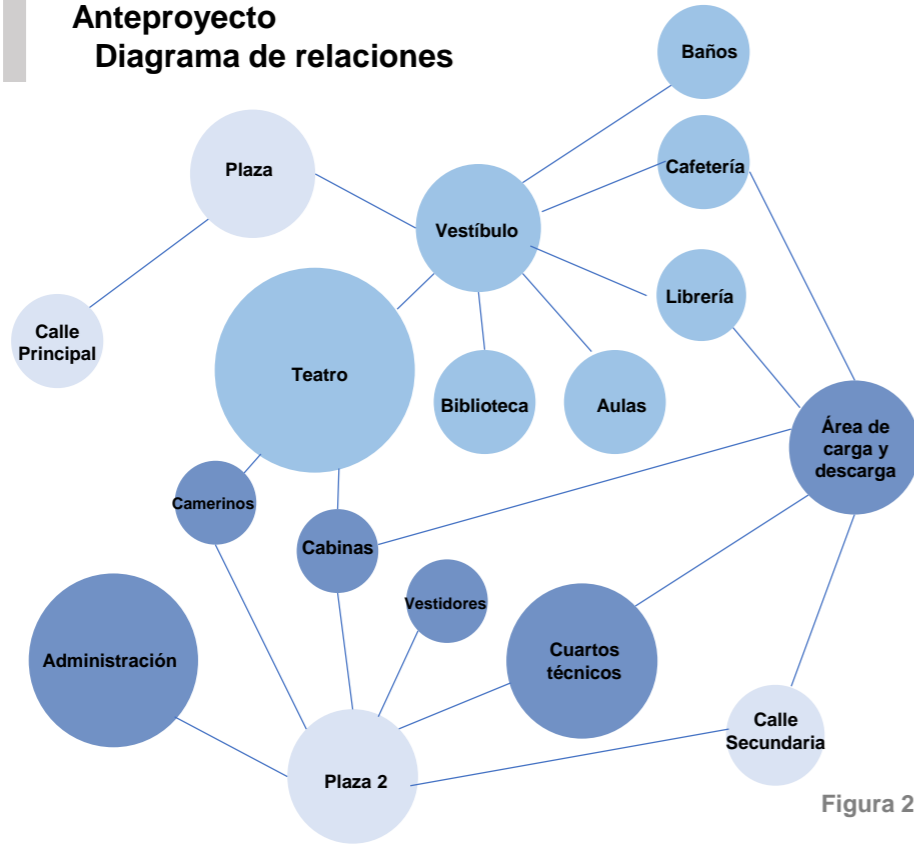 Anteproyecto
Diagrama de relaciones
Baños
Plaza
Cafetería
Vestíbulo
Librería
Calle
Principal
Teatro
Biblioteca
Aulas
Área de
carga y
descarga
Camerinos
Cabinas
Vestidores
Administración
Cuartos
técnicos
Calle
Secundaria
Plaza 2
Figura 2